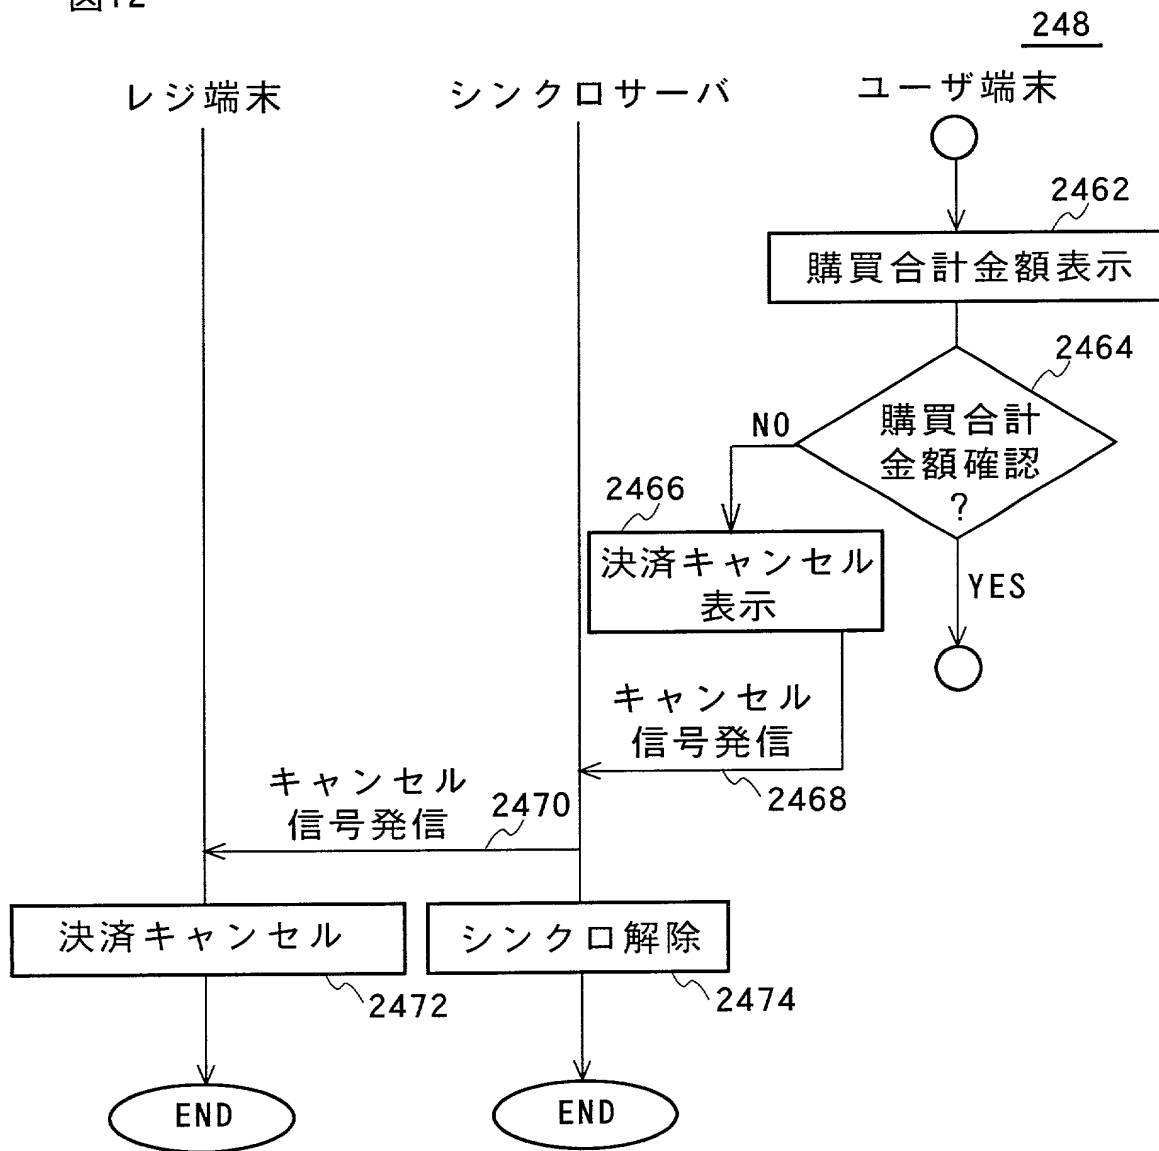 図12
248
レジ端末
シンクロサーバ
ユーザ端末
2462
購買合計金額表示
2464
購買合計
金額確認
?
NO
YES
2466
決済キャンセル
表示
キャンセル
信号発信
2468
キャンセル
信号発信
2470
決済キャンセル
2472
シンクロ解除
2474
END
END